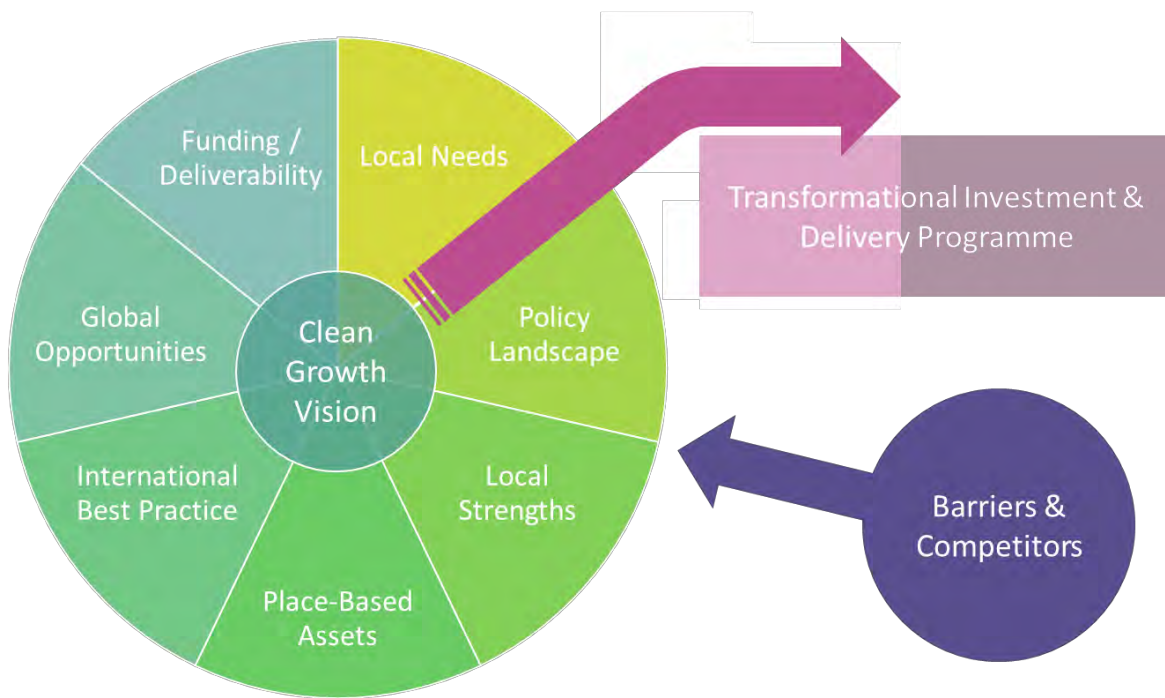 Funding /
Deliverability
Local Needs
Transformational Investment &
Delivery Programme
Global
Opportunities
Clean
Growth
Vision
Policy
Landscape
International
Best Practice
Local
Strengths
Barriers &
Competitors
Place-Based
Assets